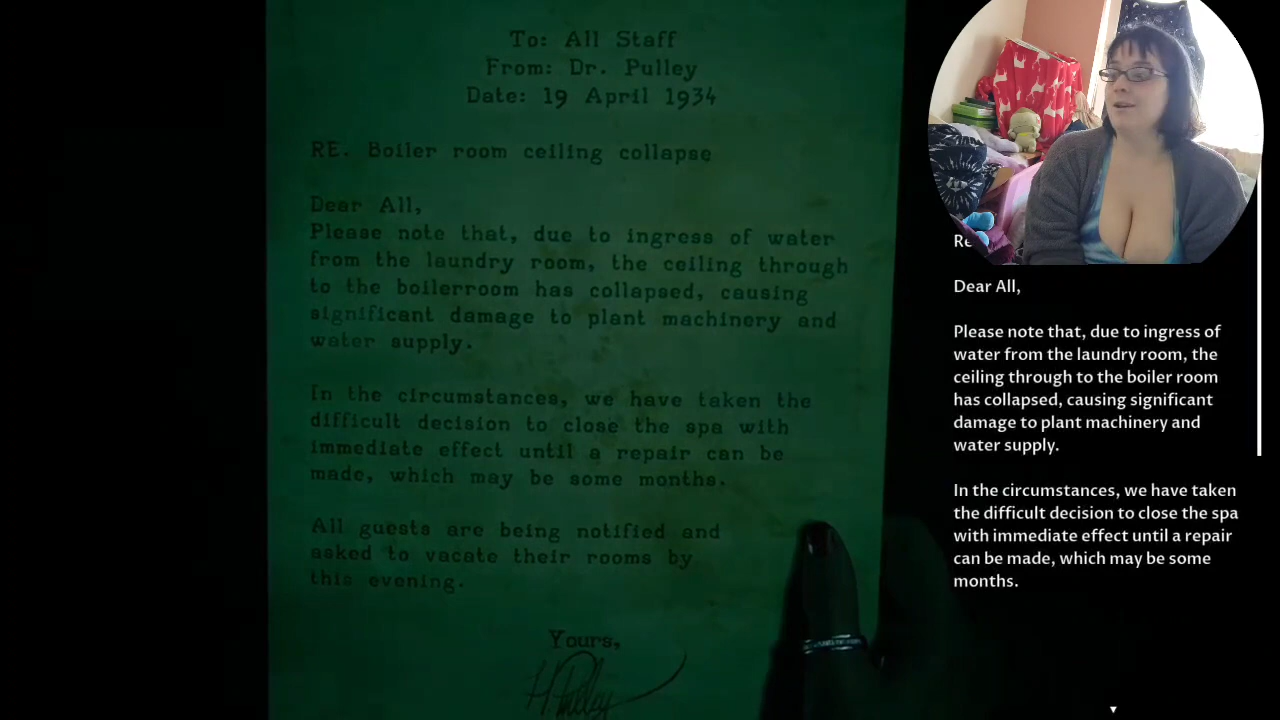 To: All Staff
From: Dr. Pulley
Date: 19 April 1934
RE. Boiler room ceiling collapse
Dear All,
Please note that, due to ingress of water
from the laundry room, the ceiling through
to the boilerroom has collapsed, causing
significant damage to plant machinery and
water supply.
In the circumstances, we have taken the
difficult decision to close the spa with
immediate effect until a repair can be
made, which may be some months.
All guests are being notified and
asked to vacate their rooms by
this evening.
Yours,
H Pulley
Re
Dear All,
Please note that, due to ingress of
water from the laundry room, the
ceiling through to the boiler room
has collapsed, causing significant
damage to plant machinery and
water supply.
In the circumstances, we have taken
the difficult decision to close the spa
with immediate effect until a repair
can be made, which may be some
months.